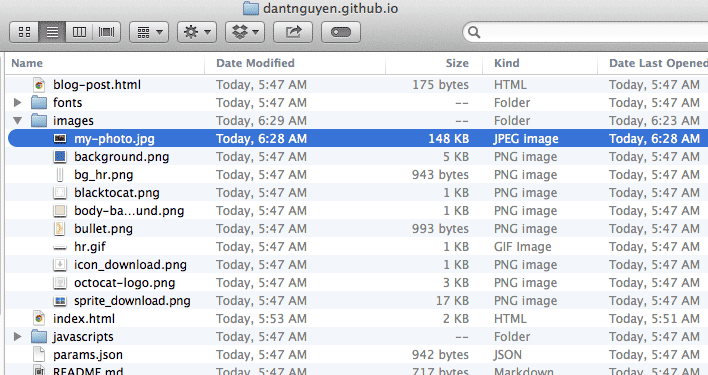 dantnguyen.github.io
Name Date Modified Size Kind Date Last Opened
blog-post.html Today, 5:47 AM 175 bytes HTML Today, 5:47 AM
fonts Today, 5:47 AM -- Folder Today, 5:47 AM
images Today, 6:29 AM -- Folder Today, 6:23 AM
my-photo.jpg Today, 6:28 AM 148 KB JPEG image Today, 6:28 AM
background.png Today, 5:47 AM 5 KB PNG image Today, 5:47 AM
bg_hr.png Today, 5:47 AM 943 bytes PNG image Today, 5:47 AM
blacktocat.png Today, 5:47 AM 1 KB PNG image Today, 5:47 AM
body-ba...und.png Today, 5:47 AM 1 KB PNG image Today, 5:47 AM
bullet.png Today, 5:47 AM 993 bytes PNG image Today, 5:47 AM
hr.gif Today, 5:47 AM 1 KB GIF Image Today, 5:47 AM
icon_download.png Today, 5:47 AM 1 KB PNG image Today, 5:47 AM
octocat-logo.png Today, 5:47 AM 3 KB PNG image Today, 5:47 AM
sprite_download.png Today, 5:47 AM 17 KB PNG image Today, 5:47 AM
index.html Today, 5:53 AM 2 KB HTML Today, 5:51 AM
javascripts Today, 5:47 AM -- Folder Today, 5:47 AM
params.json Today, 5:47 AM 942 bytes JSON Today, 5:47 AM
README.md Today, 5:47 AM 717 bytes Markdown Today, 5:47 AM